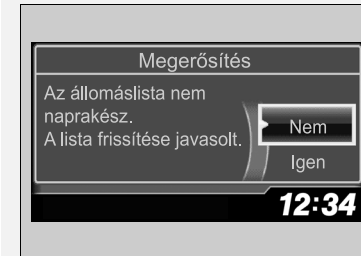 Megerősítés
Az állomáslista nem
naprakész.
A lista frissítése javasolt.
Nem
Igen
12:34